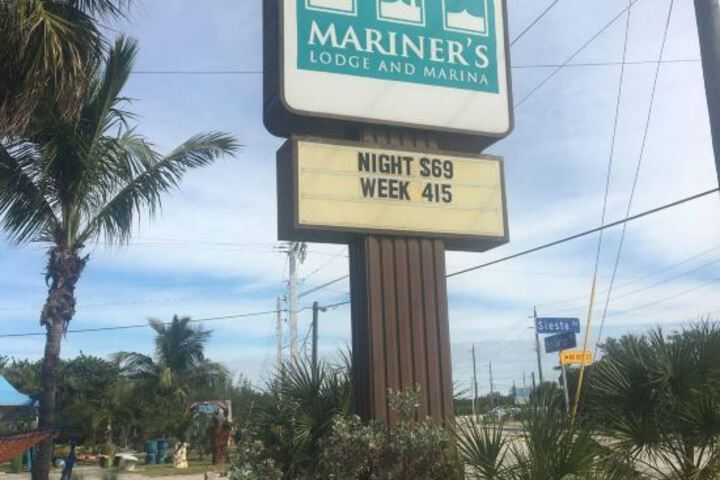 MARINER'S
LODGE AND MARINA
NIGHT S69
WEEK 415
Siesta